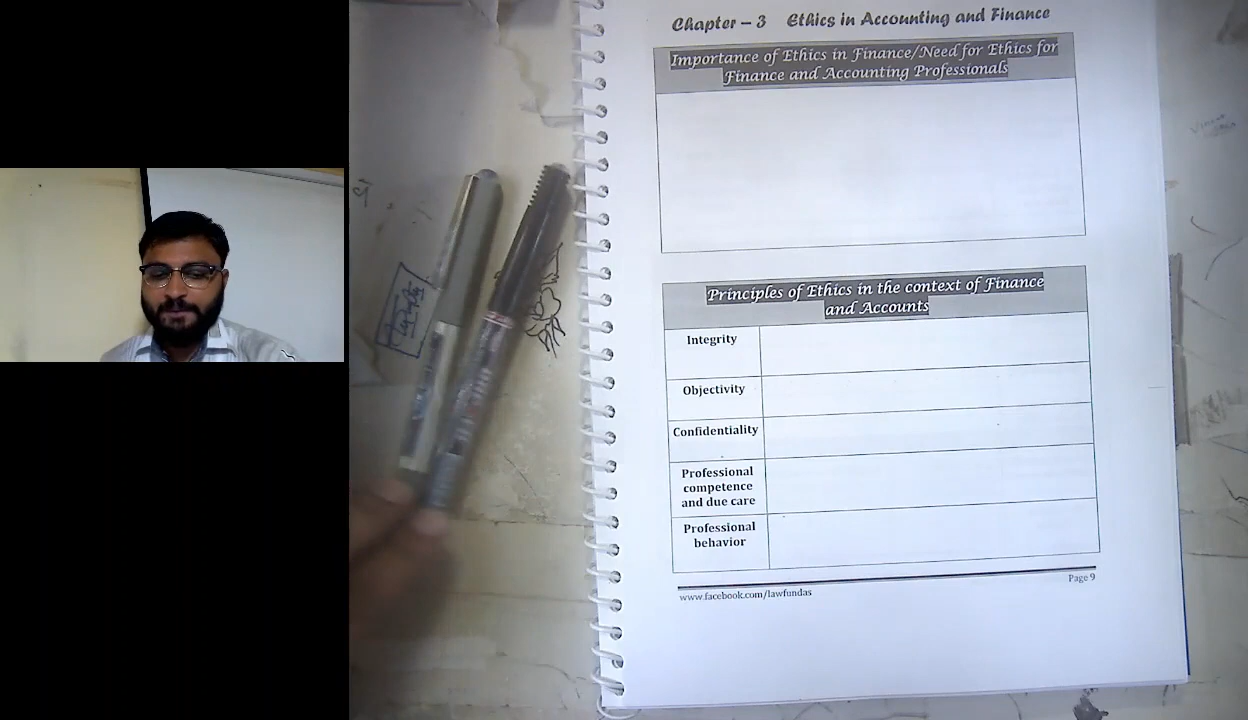 Chapter – 3 Ethics in Accounting and Finance
Importance of Ethics in Finance/Need for Ethics for
Finance and Accounting Professionals
Principles of Ethics in the context of Finance
and Accounts
Integrity
Objectivity
Confidentiality
Professional
competence
and due care
Professional
behavior
Page 9
www.facebook.com/lawfundas